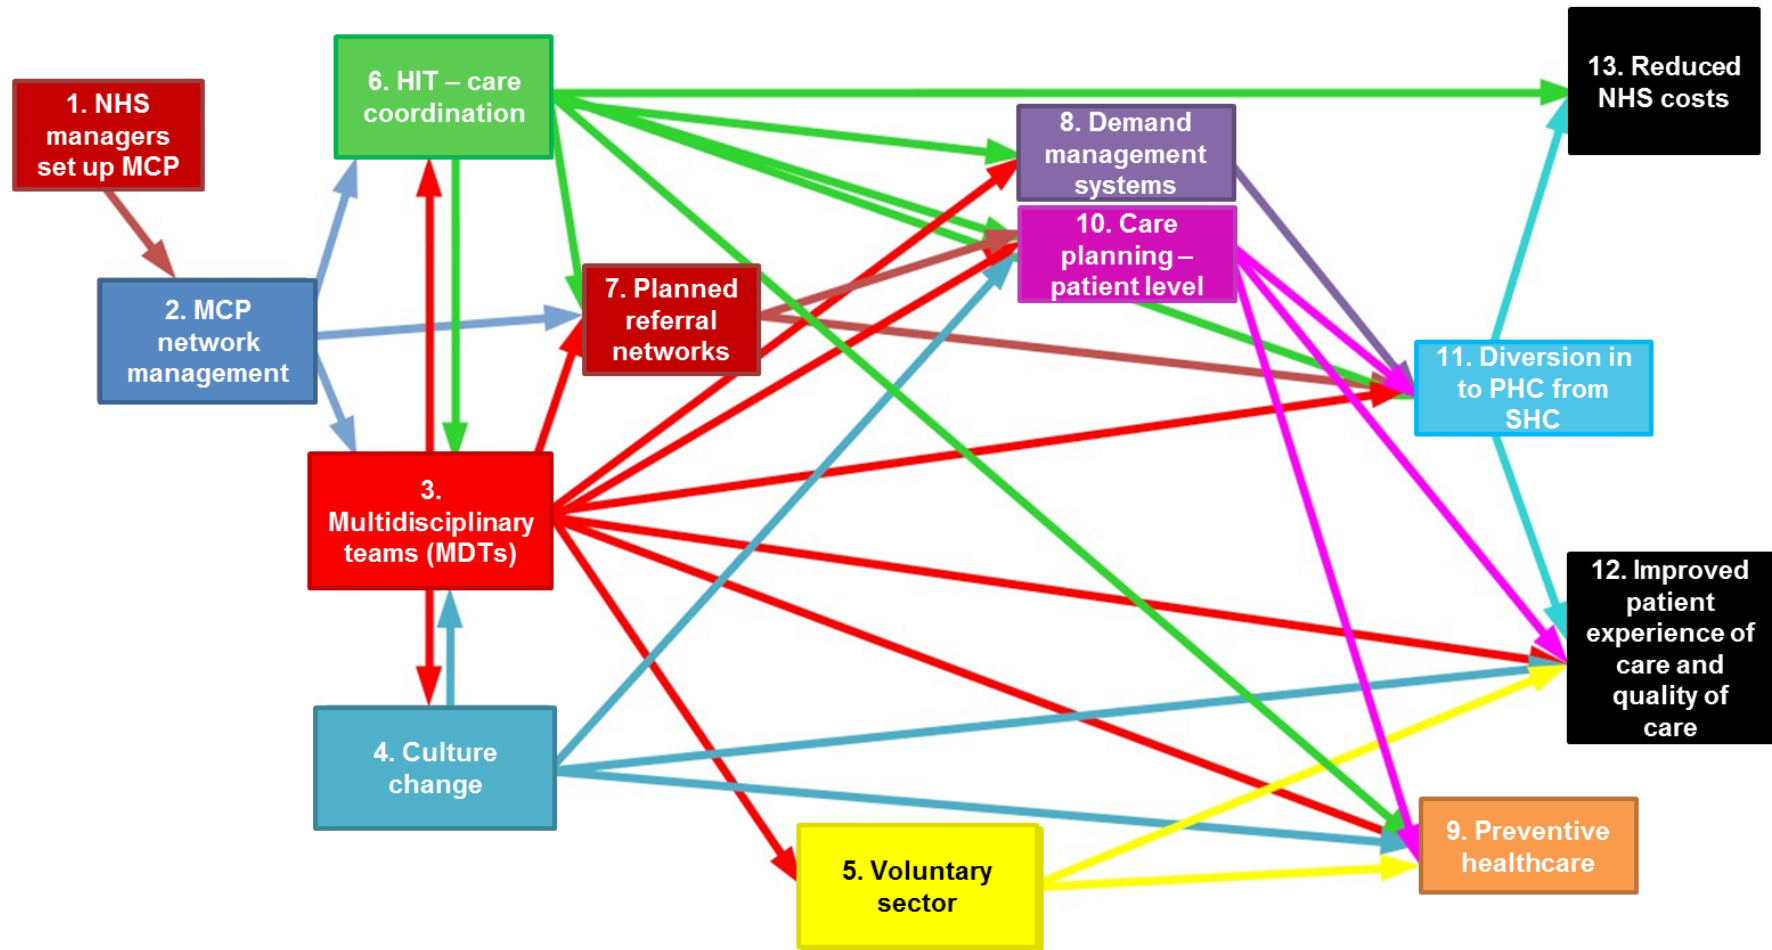 1. NHS
managers
set up MCP
2. MCP
network
management
6. HIT – care
coordination
3.
Multidisciplinary
teams (MDTs)
4. Culture
change
7. Planned
referral
networks
5. Voluntary
sector
8. Demand
management
systems
10. Care
planning –
patient level
13. Reduced
NHS costs
11. Diversion in
to PHC from
SHC
12. Improved
patient
experience of
care and
quality of
care
9. Preventive
healthcare